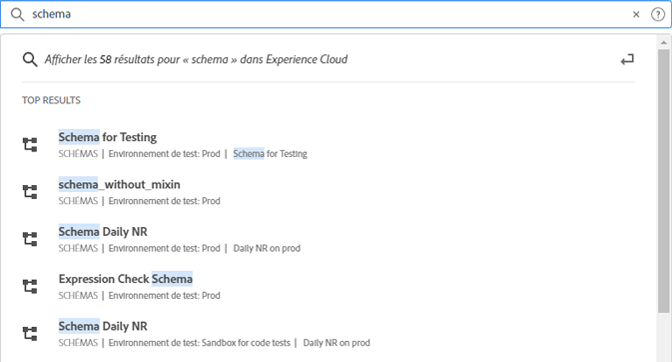 schema
Afficher les 58 résultats pour « schema » dans Experience Cloud
TOP RESULTS
Schema for Testing
SCHÉMAS | Environnement de test: Prod | Schema for Testing
schema_without_mixin
SCHÉMAS | Environnement de test: Prod
Schema Daily NR
SCHÉMAS | Environnement de test: Prod | Daily NR on prod
Expression Check Schema
SCHÉMAS | Environnement de test: Prod
Schema Daily NR
SCHÉMAS | Environnement de test: Sandbox for code tests | Daily NR on prod